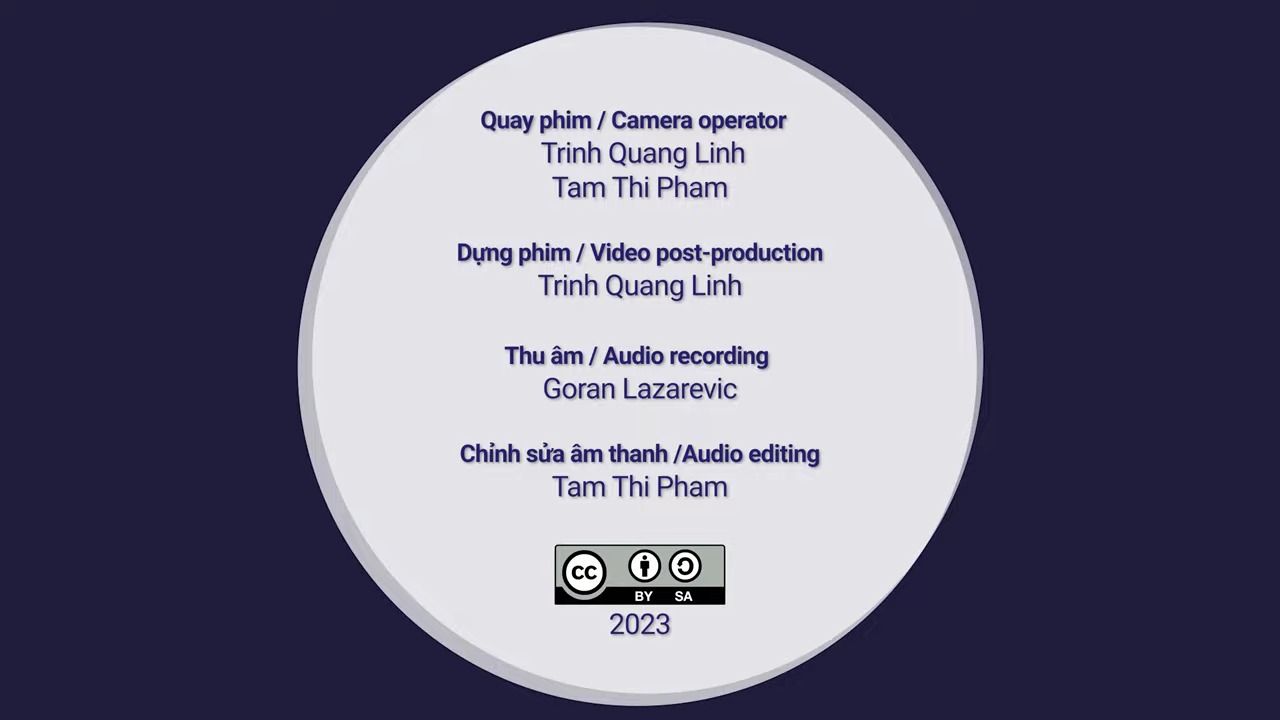 Quay phim / Camera operator
Trinh Quang Linh
Tam Thi Pham
Dựng phim / Video post-production
Trinh Quang Linh
Thu âm / Audio recording
Goran Lazarevic
Chỉnh sửa âm thanh /Audio editing
Tam Thi Pham
cc
BY SA
2023